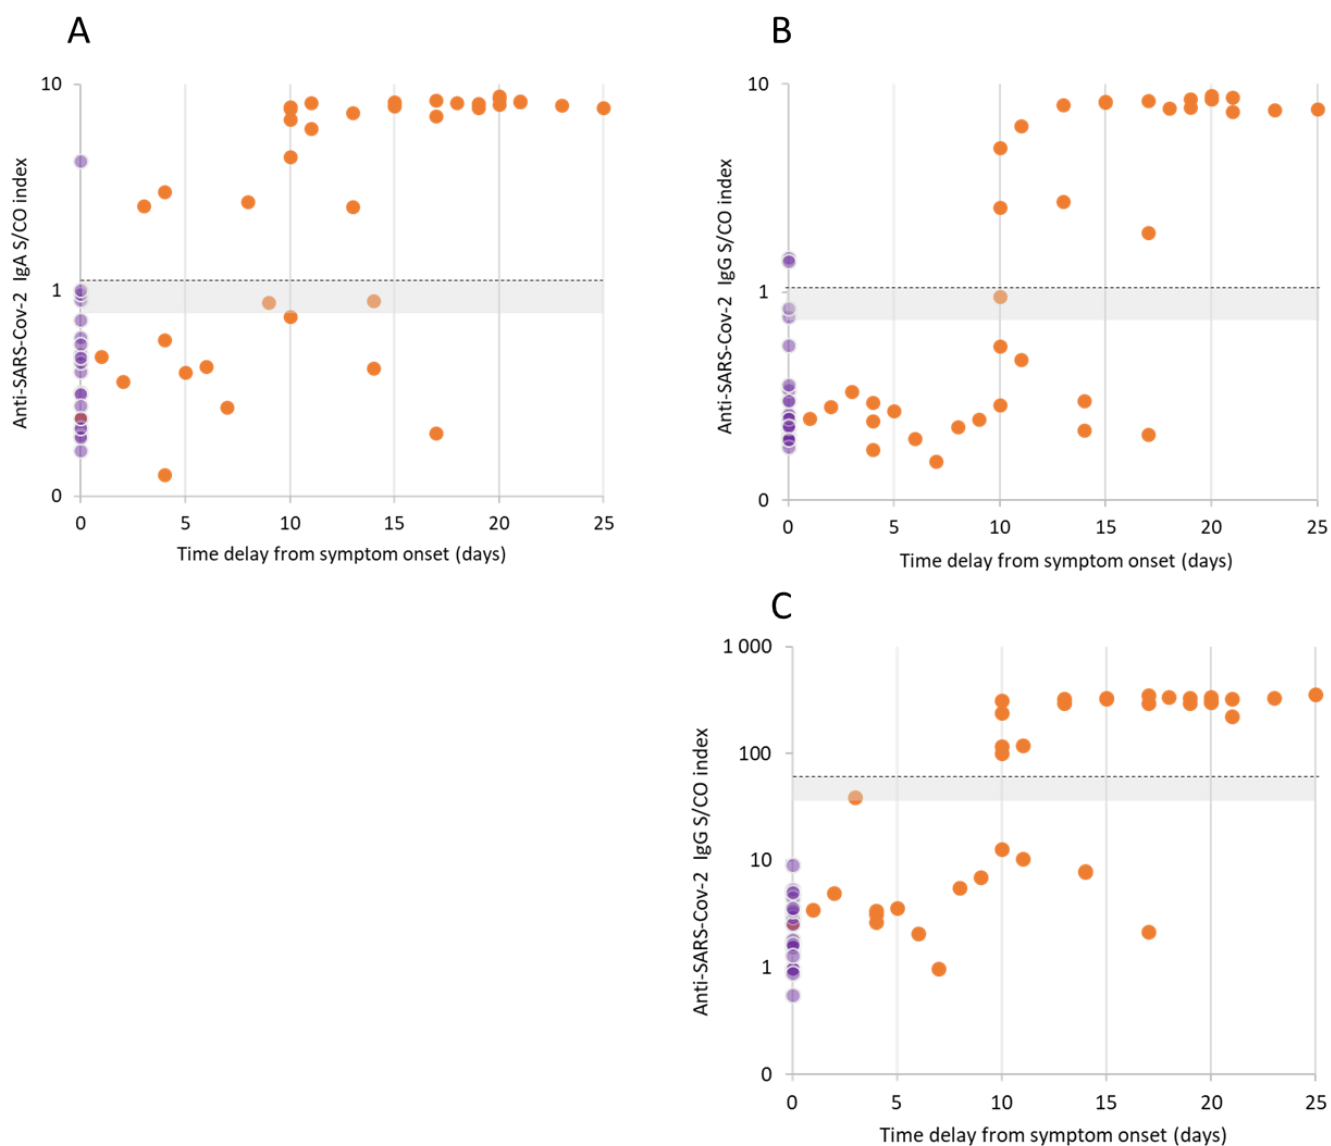 A
10
1
0
Anti-SARS-Cov-2 IgA S/CO index
0 5 10 15 20 25
Time delay from symptom onset (days)
B
10
1
0
Anti-SARS-Cov-2 IgG S/CO index
0 5 10 15 20 25
Time delay from symptom onset (days)
C
1 000
100
10
1
0
Anti-SARS-Cov-2 IgG S/CO index
0 5 10 15 20 25
Time delay from symptom onset (days)